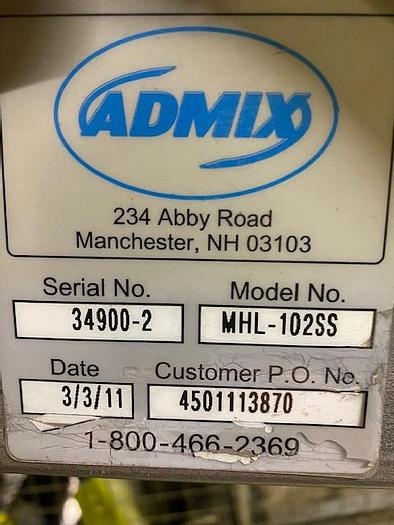 ADMIX
234 Abby Road
Manchester, NH 03103
Serial No. Model No.
34900-2 MHL-102SS
Date Customer P.O. No.
3/3/11 4501113870
1-800-466-2369